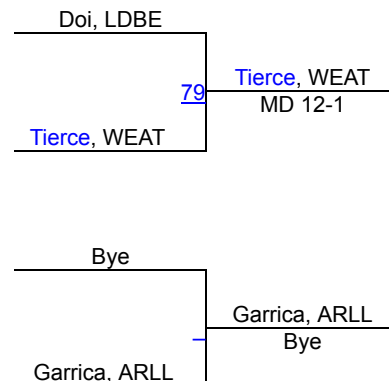 Doi, LDBE
79
Tierce, WEAT
MD 12-1
Tierce, WEAT
Bye
Garrica, ARLL
Bye
Garrica, ARLL